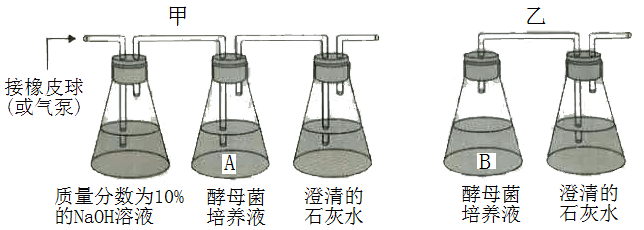 甲
乙
接橡皮球
(或气泵)
A
B
质量分数为10%
的NaOH溶液
酵母菌
培养液
澄清的
石灰水
酵母菌
培养液
澄清的
石灰水